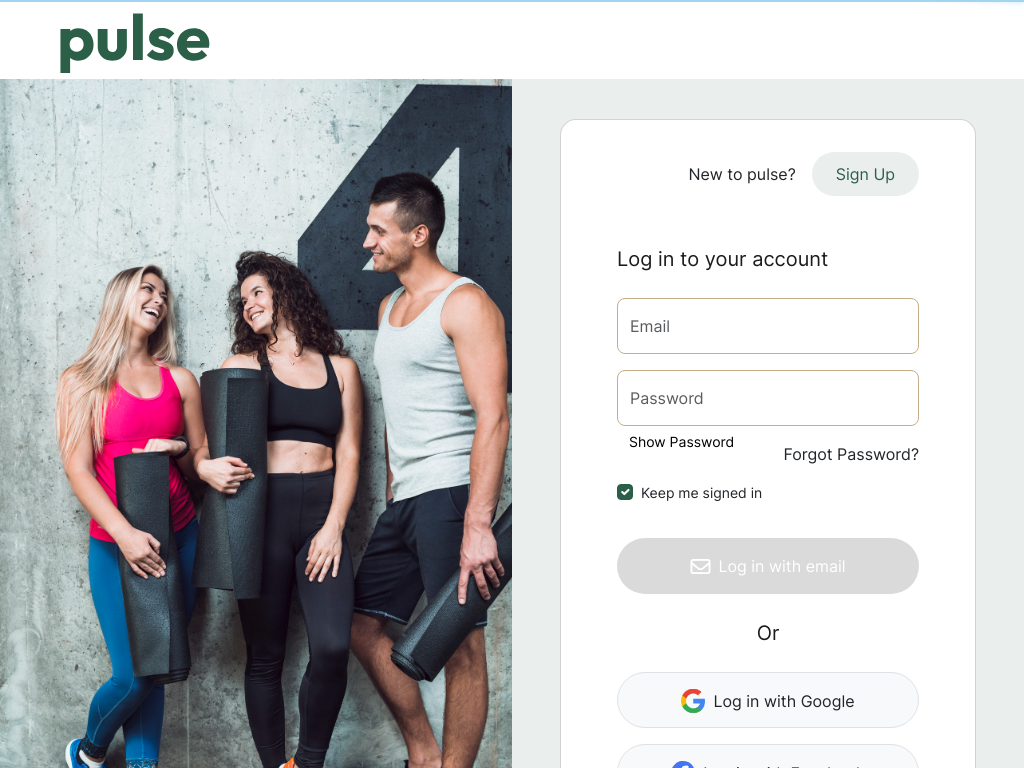 pulse
4
New to pulse? Sign Up
Log in to your account
Email
Password
Show Password
Forgot Password?
Keep me signed in
Log in with email
Or
Log in with Google